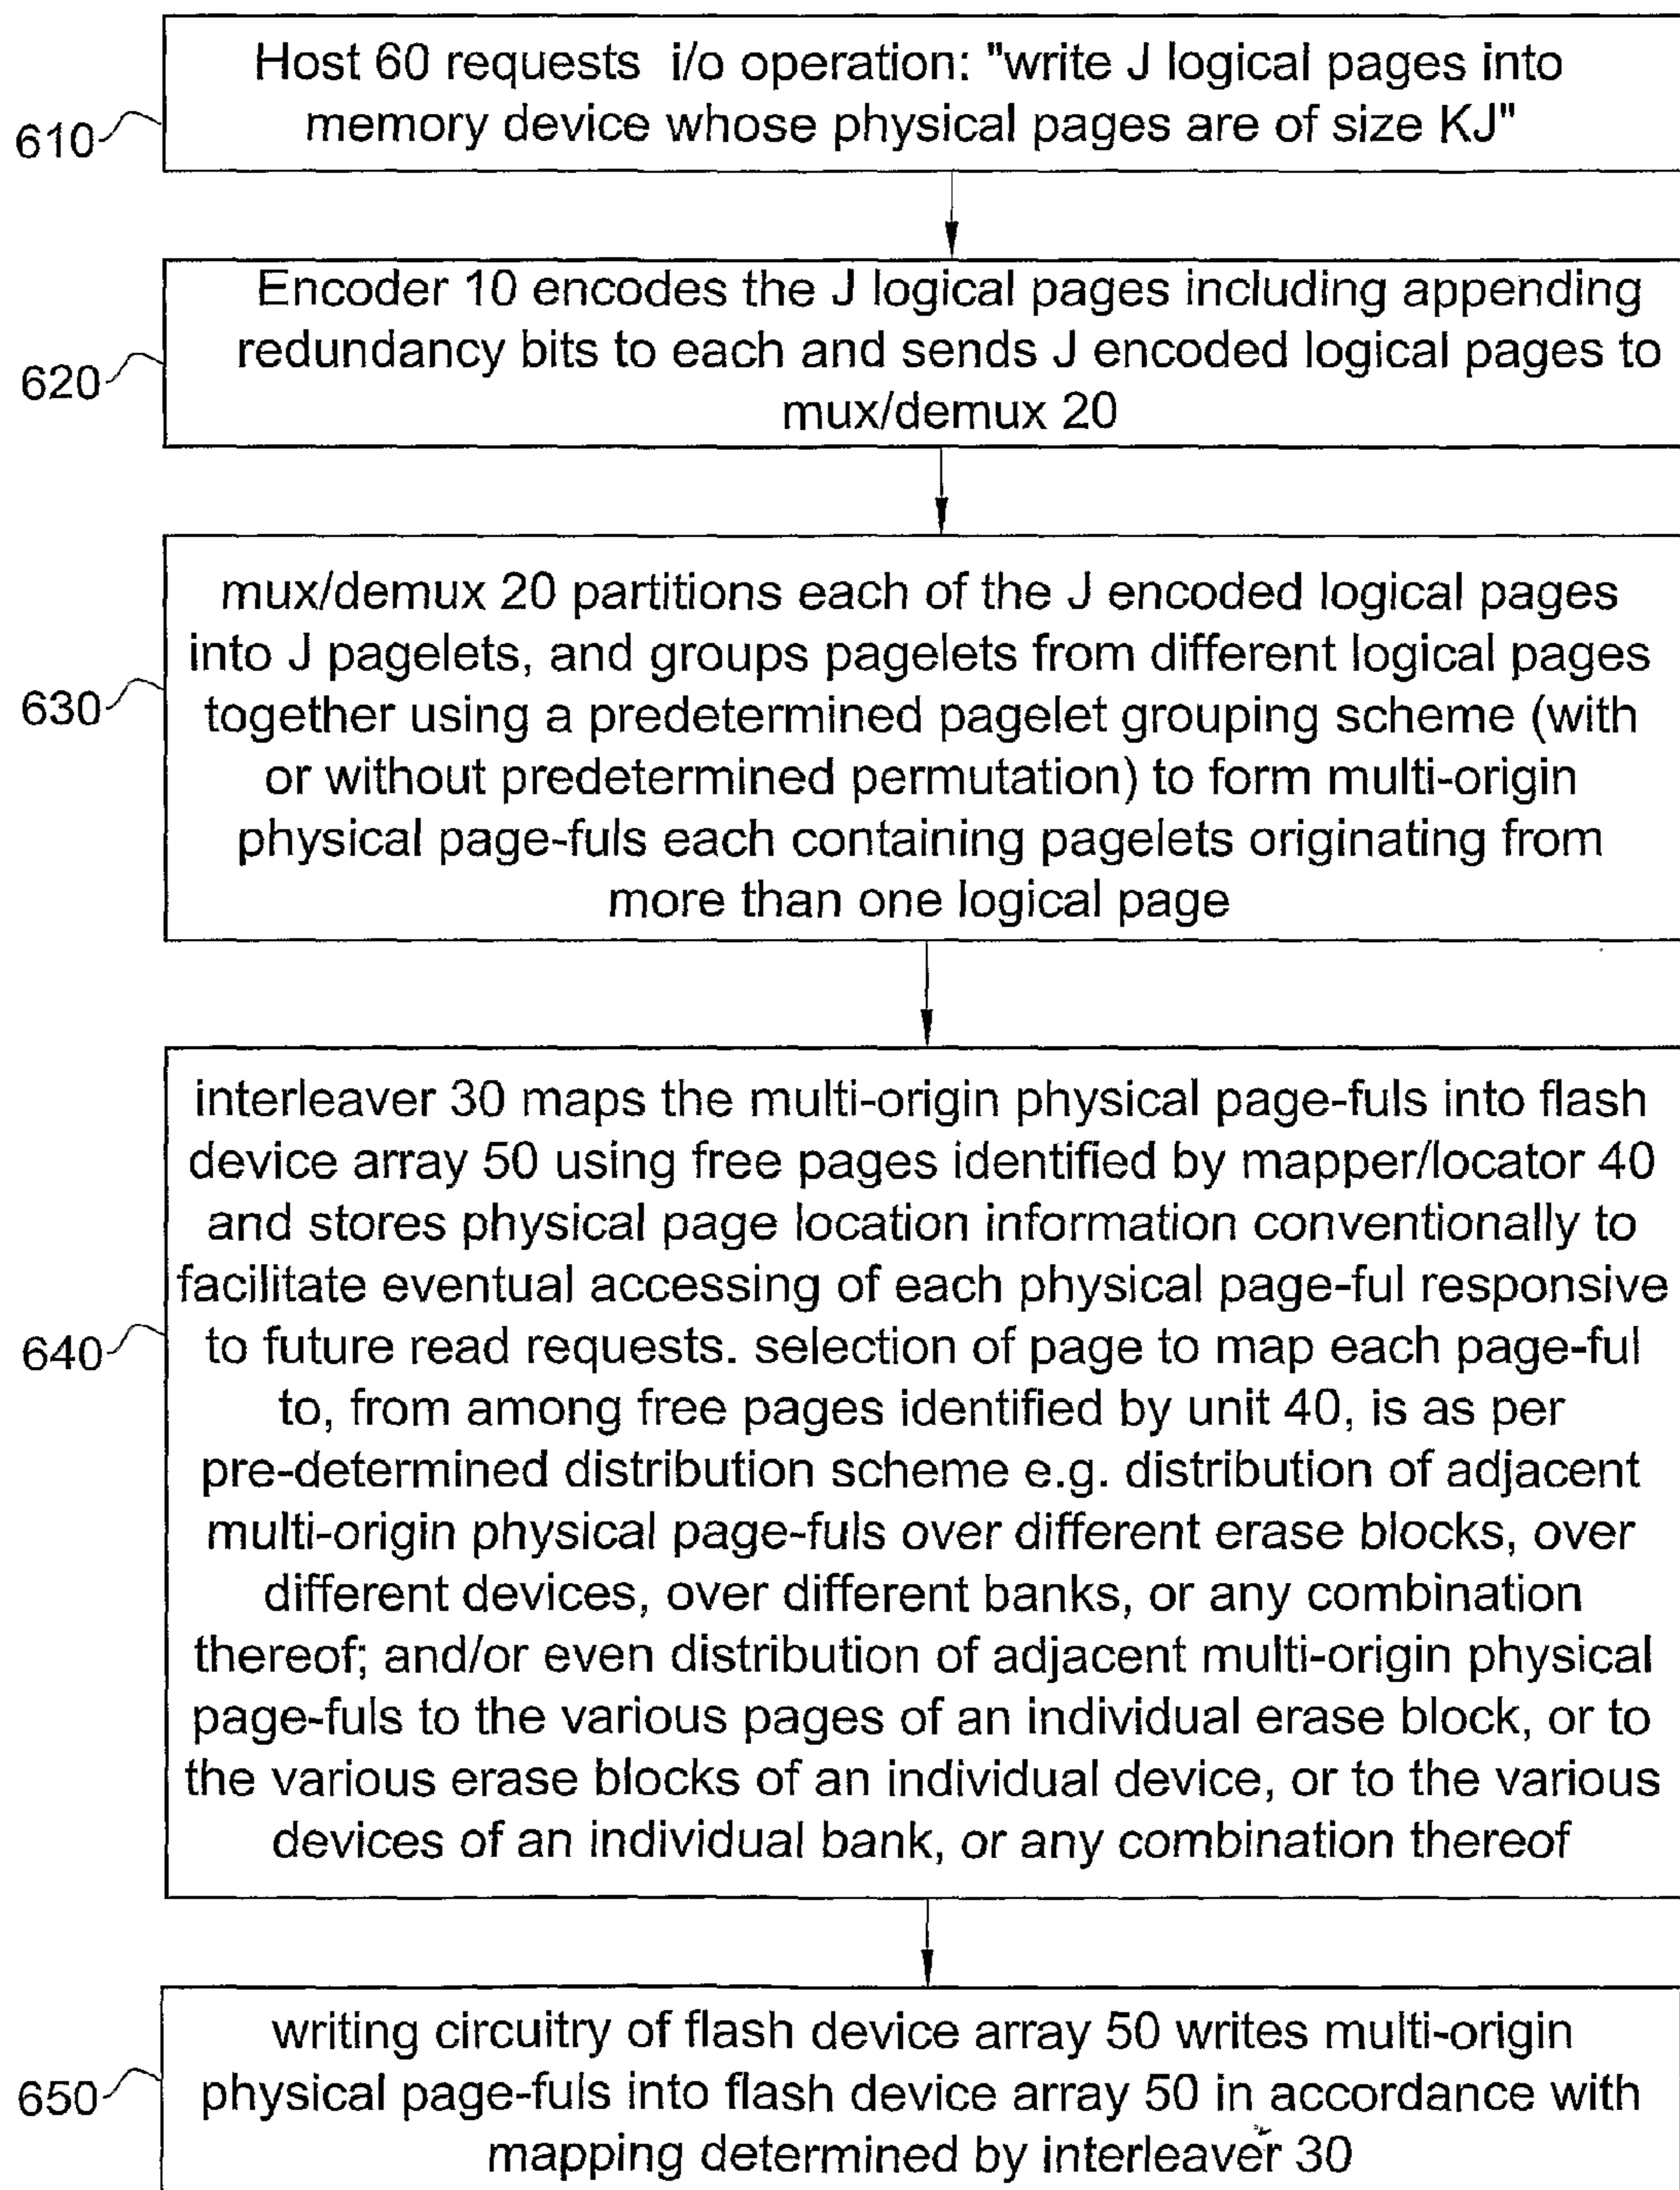 Host 60 requests i/o operation: "write J logical pages into
memory device whose physical pages are of size KJ"
610
Encoder 10 encodes the J logical pages including appending
redundancy bits to each and sends J encoded logical pages to
mux/demux 20
620
mux/demux 20 partitions each of the J encoded logical pages
into J pagelets, and groups pagelets from different logical pages
together using a predetermined pagelet grouping scheme (with
or without predetermined permutation) to form multi-origin
physical page-fuls each containing pagelets originating from
more than one logical page
630
interleaver 30 maps the multi-origin physical page-fuls into flash
device array 50 using free pages identified by mapper/locator 40
and stores physical page location information conventionally to
facilitate eventual accessing of each physical page-ful responsive
to future read requests. selection of page to map each page-ful
to, from among free pages identified by unit 40, is as per
pre-determined distribution scheme e.g. distribution of adjacent
multi-origin physical page-fuls over different erase blocks, over
different devices, over different banks, or any combination
thereof; and/or even distribution of adjacent multi-origin physical
page-fuls to the various pages of an individual erase block, or to
the various erase blocks of an individual device, or to the various
devices of an individual bank, or any combination thereof
640
writing circuitry of flash device array 50 writes multi-origin
physical page-fuls into flash device array 50 in accordance with
mapping determined by interleaver 30
650